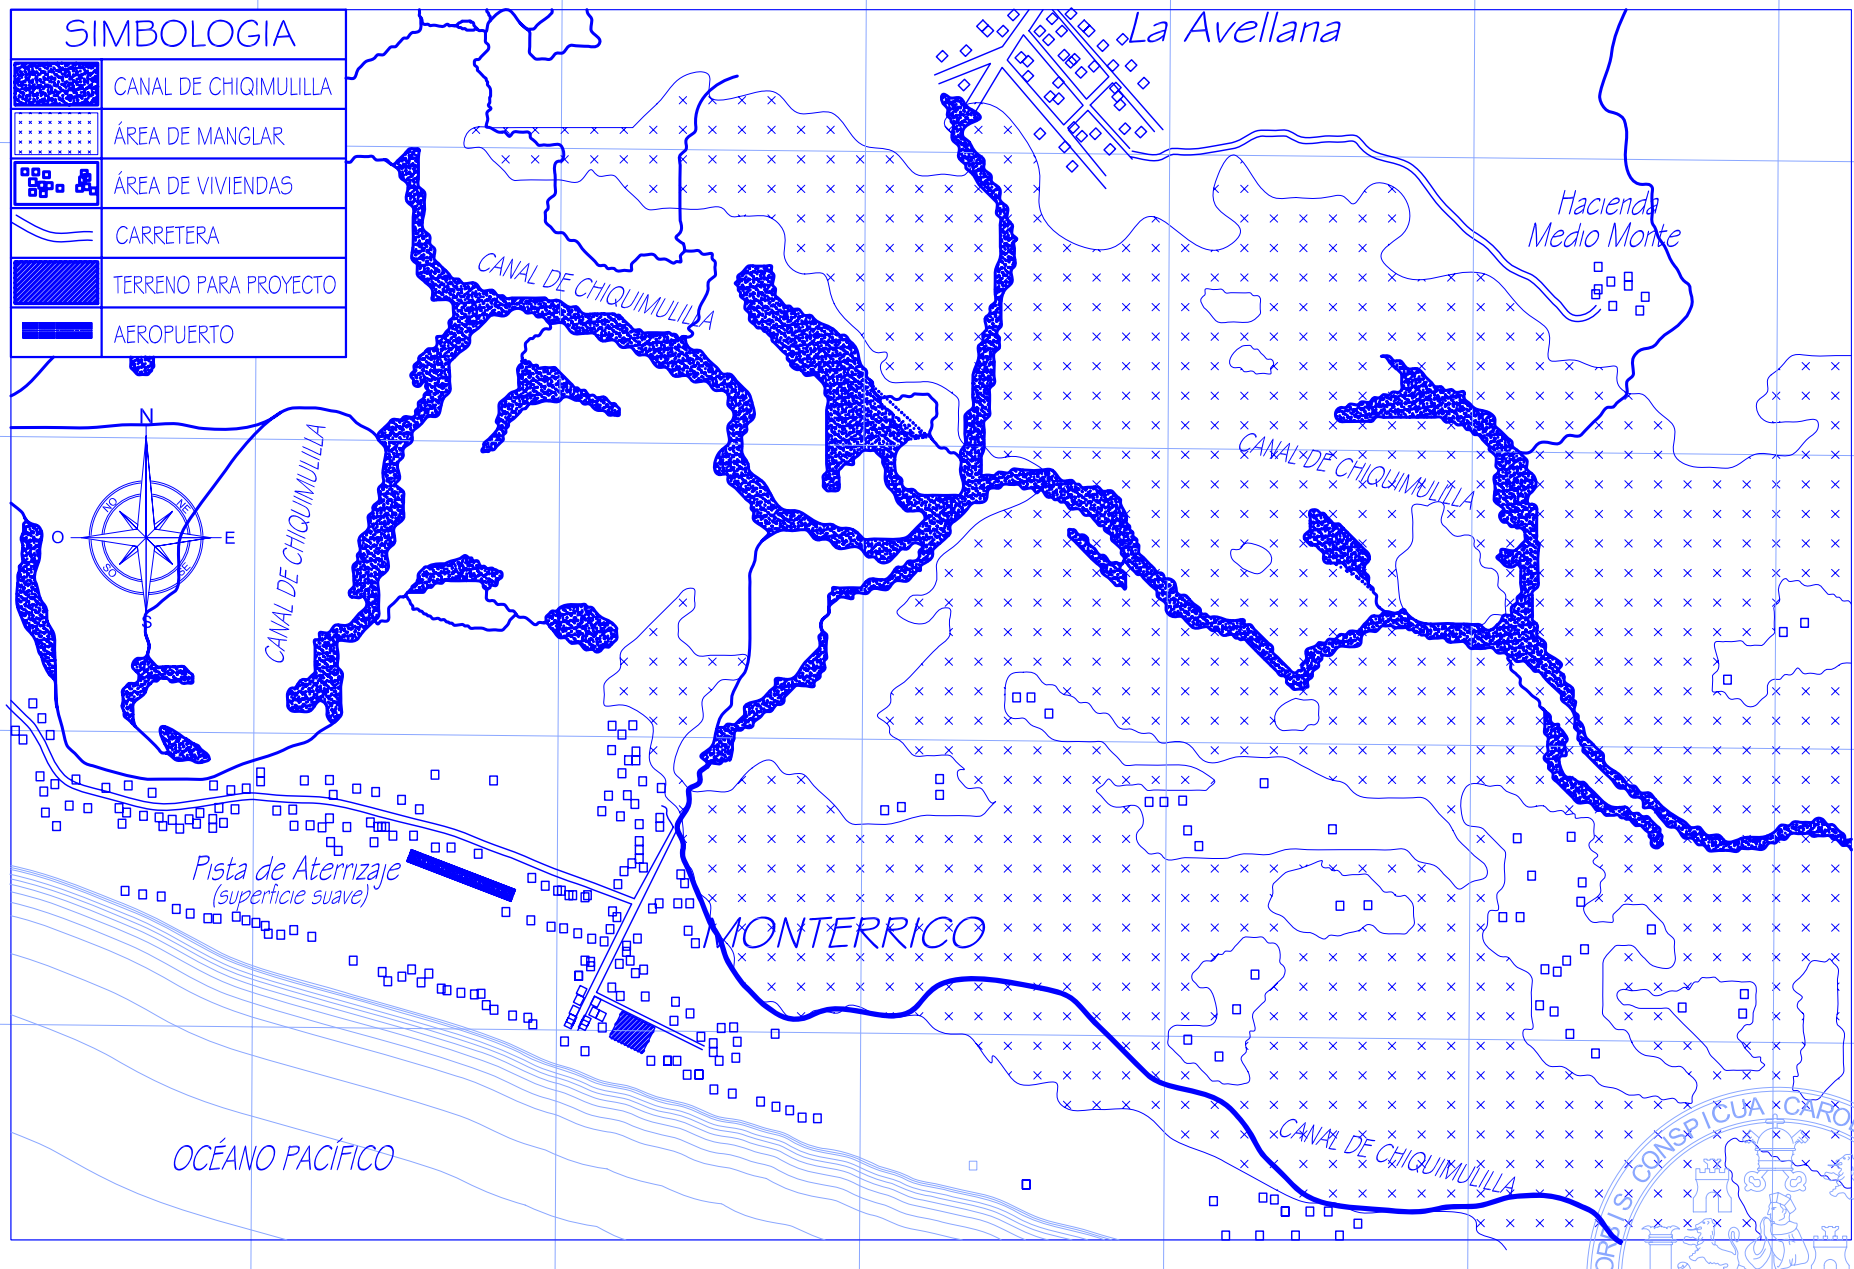 SIMBOLOGIA
CANAL DE CHIQIMULILLA
ÁREA DE MANGLAR
ÁREA DE VIVIENDAS
CARRETERA
TERRENO PARA PROYECTO
AEROPUERTO
La Avellana
Hacienda
Medio Monte
CANAL DE CHIQUIMULILLA
CANAL DE CHIQUIMULILLA
CANAL DE CHIQUIMULILLA
N
NO
NE
O
E
SO
SE
S
Pista de Aterrizaje
(superficie suave)
MONTERRICO
OCÉANO PACÍFICO
CANAL DE CHIQUIMULILLA
ORBIS CONSPICUA CARO